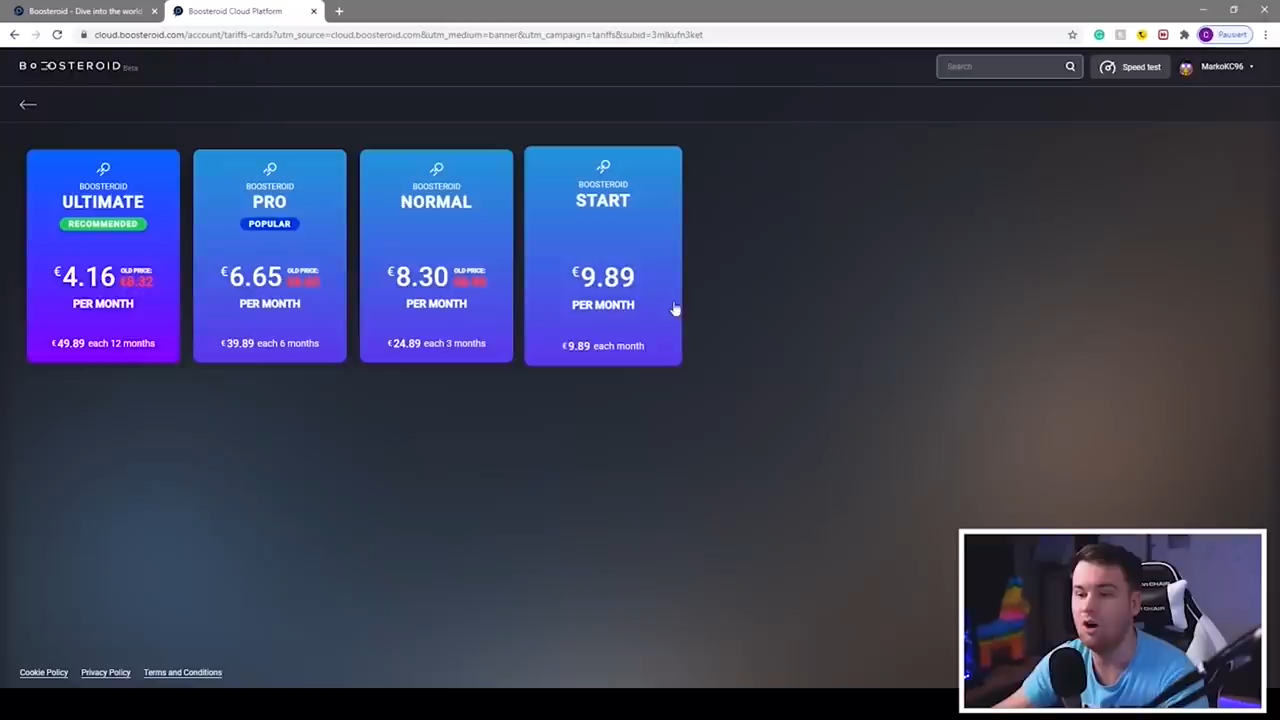 Boosteroid - Dive into the world
Boosteroid Cloud Platform
cloud.boosteroid.com/account/tariffs-cards?utm_source=cloud.boosteroid.com&utm_medium=banner&utm_campaign=tariffs&subid=3mlkufn3ket
C Pausiert
BOOSTEROID Beta
Search
Speed test
MarkoKC96
BOOSTEROID
ULTIMATE
RECOMMENDED
€4.16
OLD PRICE:
€8.32
PER MONTH
€49.89 each 12 months
BOOSTEROID
PRO
POPULAR
€6.65
OLD PRICE:
PER MONTH
€39.89 each 6 months
BOOSTEROID
NORMAL
€8.30
OLD PRICE:
PER MONTH
€24.89 each 3 months
BOOSTEROID
START
€9.89
PER MONTH
€9.89 each month
Cookie Policy
Privacy Policy
Terms and Conditions